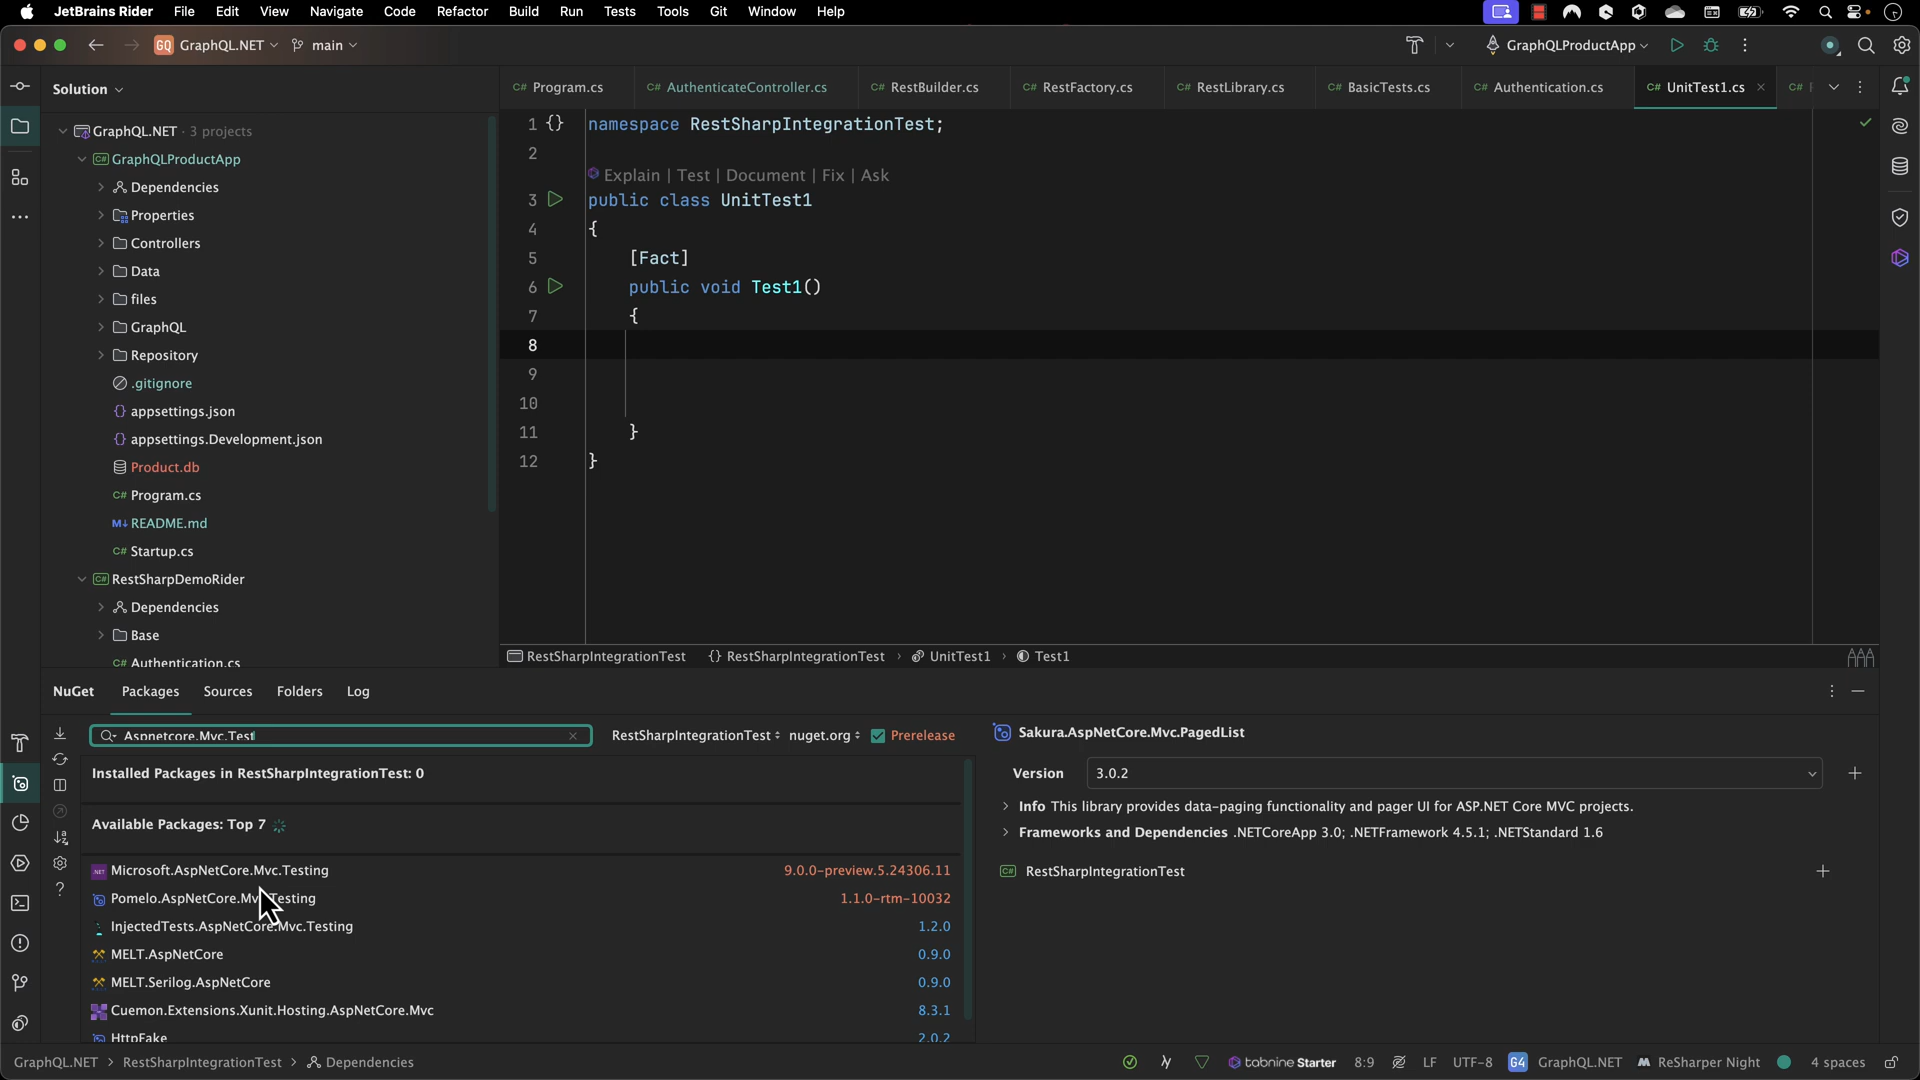 JetBrains Rider File Edit View Navigate Code Refactor Build Run Tests Tools Git Window Help
GQ GraphQL.NET main GraphQLProductApp
Solution
C# Program.cs C# AuthenticateController.cs C# RestBuilder.cs C# RestFactory.cs C# RestLibrary.cs C# BasicTests.cs C# Authentication.cs C# UnitTest1.cs C#
GraphQL.NET · 3 projects
C# GraphQLProductApp
Dependencies
Properties
Controllers
Data
files
GraphQL
Repository
.gitignore
{} appsettings.json
{} appsettings.Development.json
Product.db
C# Program.cs
M↓ README.md
C# Startup.cs
C# RestSharpDemoRider
Dependencies
Base
C# Authentication.cs
1 {} namespace RestSharpIntegrationTest;
2
Explain | Test | Document | Fix | Ask
3 public class UnitTest1
4 {
5 [Fact]
6 public void Test1()
7 {
8
9
10
11 }
12 }
RestSharpIntegrationTest {} RestSharpIntegrationTest › UnitTest1 › Test1
NuGet Packages Sources Folders Log
Aspnetcore.Mvc.Test RestSharpIntegrationTest nuget.org Prerelease
Installed Packages in RestSharpIntegrationTest: 0
Available Packages: Top 7
.NET Microsoft.AspNetCore.Mvc.Testing 9.0.0-preview.5.24306.11
Pomelo.AspNetCore.Mv Testing 1.1.0-rtm-10032
InjectedTests.AspNetCore.Mvc.Testing 1.2.0
MELT.AspNetCore 0.9.0
MELT.Serilog.AspNetCore 0.9.0
Cuemon.Extensions.Xunit.Hosting.AspNetCore.Mvc 8.3.1
HttpFake 2.0.2
Sakura.AspNetCore.Mvc.PagedList
Version 3.0.2
Info This library provides data-paging functionality and pager UI for ASP.NET Core MVC projects.
Frameworks and Dependencies .NETCoreApp 3.0; .NETFramework 4.5.1; .NETStandard 1.6
C# RestSharpIntegrationTest
GraphQL.NET › RestSharpIntegrationTest › Dependencies tabnine Starter 8:9 LF UTF-8 G4 GraphQL.NET ReSharper Night 4 spaces